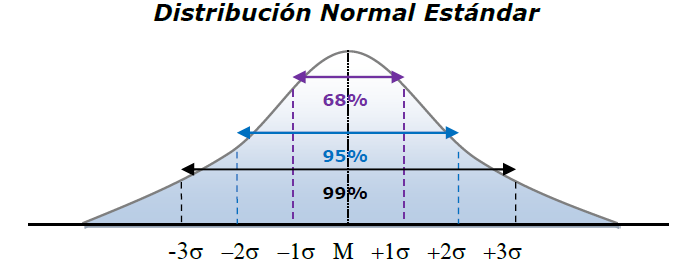 Distribución Normal Estándar
68%
95%
99%
-3σ –2σ –1σ M +1σ +2σ +3σ